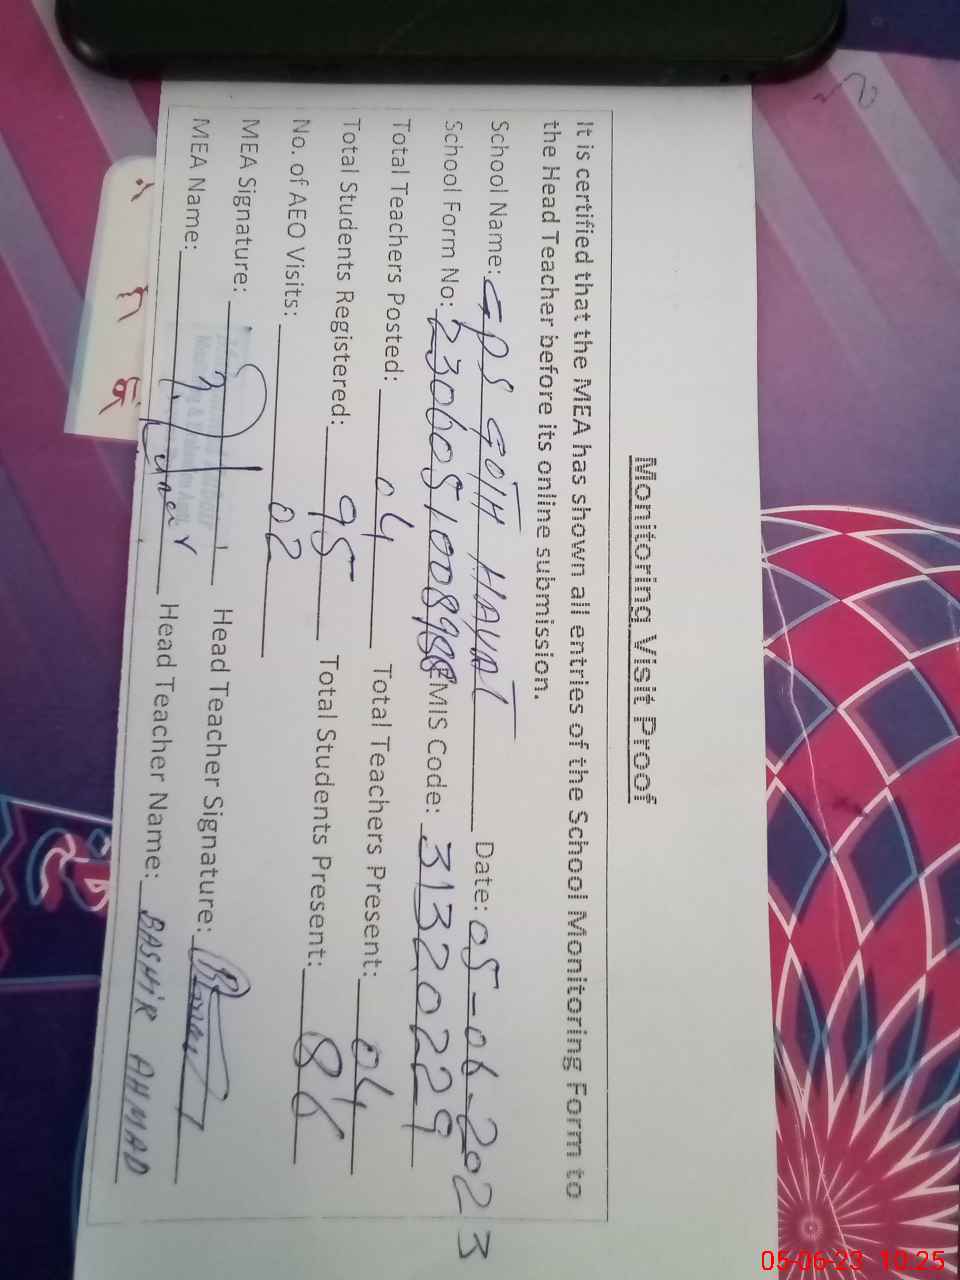 Monitoring Visit Proof
It is certified that the MEA has shown all entries of the School Monitoring Form to
the Head Teacher before its online submission.
School Name: GPS GOTH HAYAT Date: 05-06-2023
School Form No: EMIS Code: 31320229
Total Teachers Posted: 04 Total Teachers Present: 04
Total Students Registered: 95 Total Students Present: 86
No. of AEO Visits: 02
MEA Signature: Head Teacher Signature:
MEA Name: Head Teacher Name: BASHIR AHMAD
05-06-23 10:25